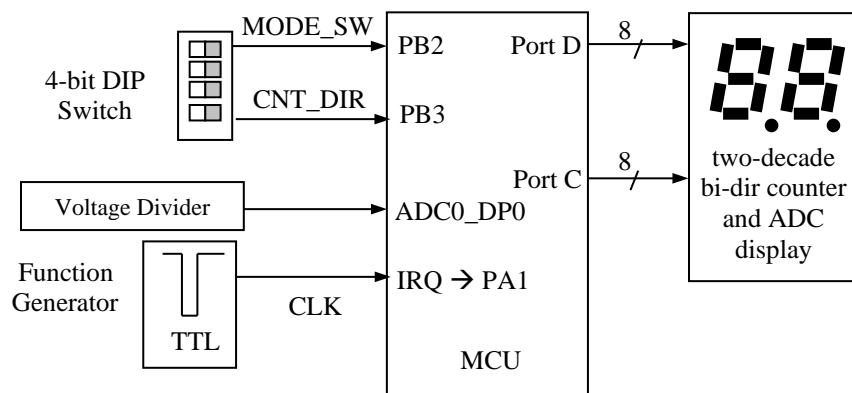 MODE_SW
4-bit DIP
Switch
CNT_DIR
PB2
PB3
Port D
8
Port C
8
two-decade
bi-dir counter
and ADC
display
Voltage Divider
ADC0_DP0
Function
Generator
TTL
CLK
IRQ → PA1
MCU